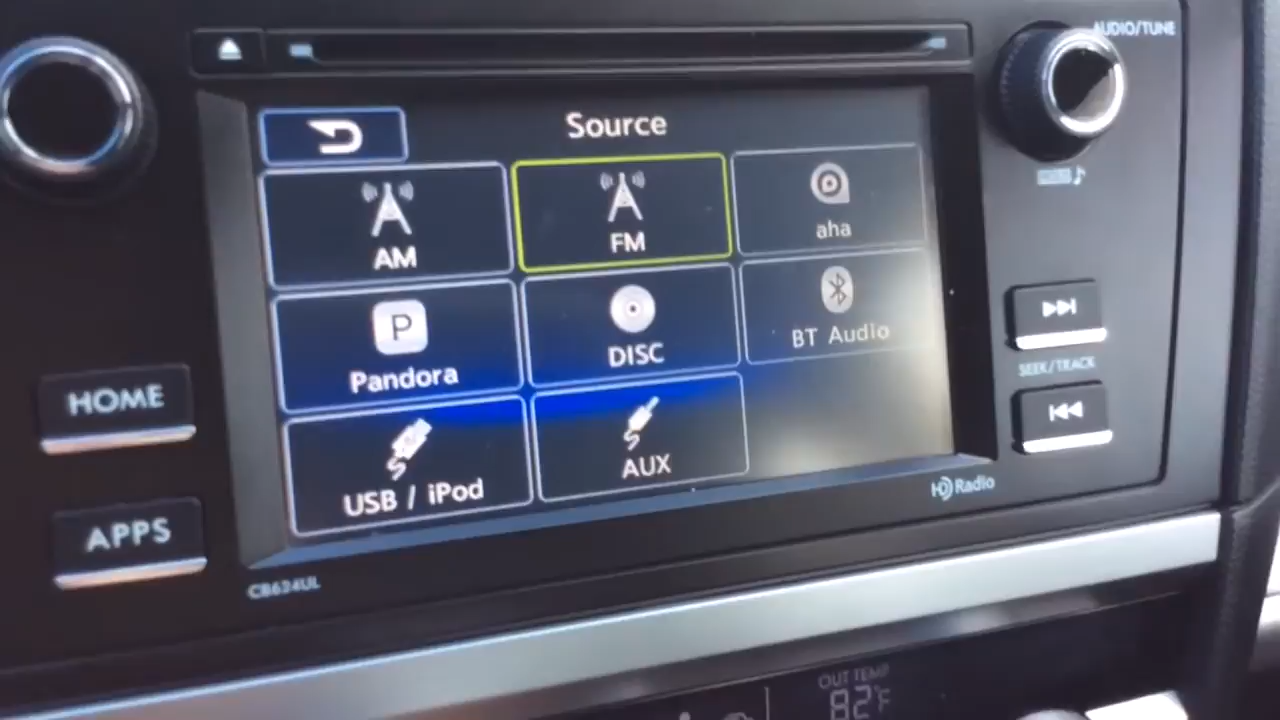 AUDIO/TUNE
Source
AM
FM
aha
P
Pandora
DISC
BT Audio
USB / iPod
AUX
HOME
APPS
SEEK/TRACK
HD Radio
CB624UL
OUT TEMP
82°F